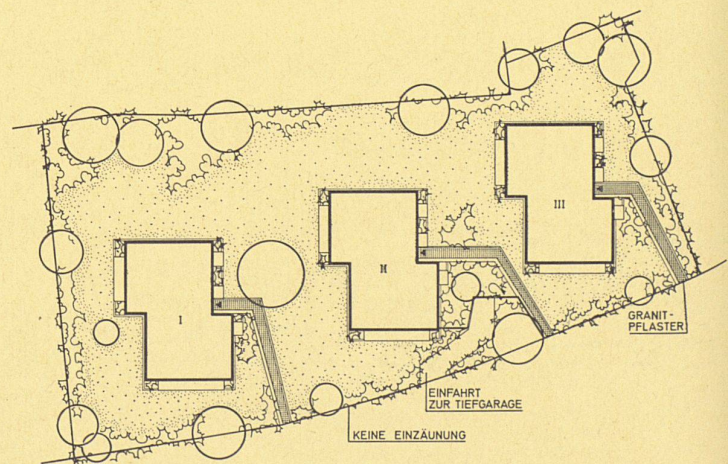 III
II
I
GRANIT-
PFLASTER
EINFAHRT
ZUR TIEFGARAGE
KEINE EINZÄUNUNG